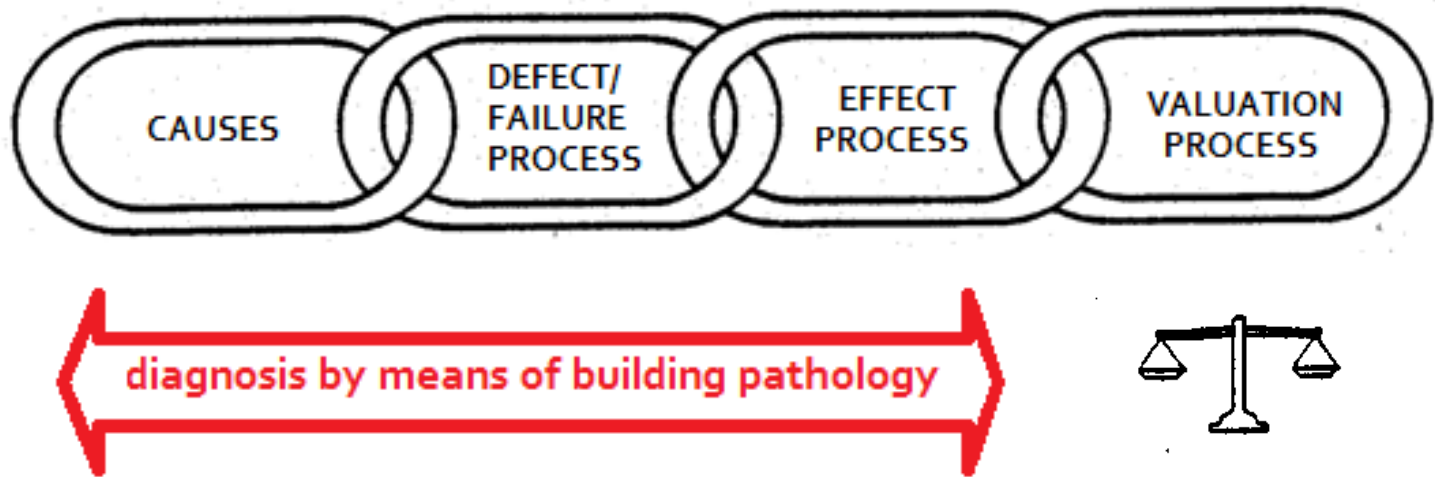 CAUSES
DEFECT/
FAILURE
PROCESS
EFFECT
PROCESS
VALUATION
PROCESS
diagnosis by means of building pathology